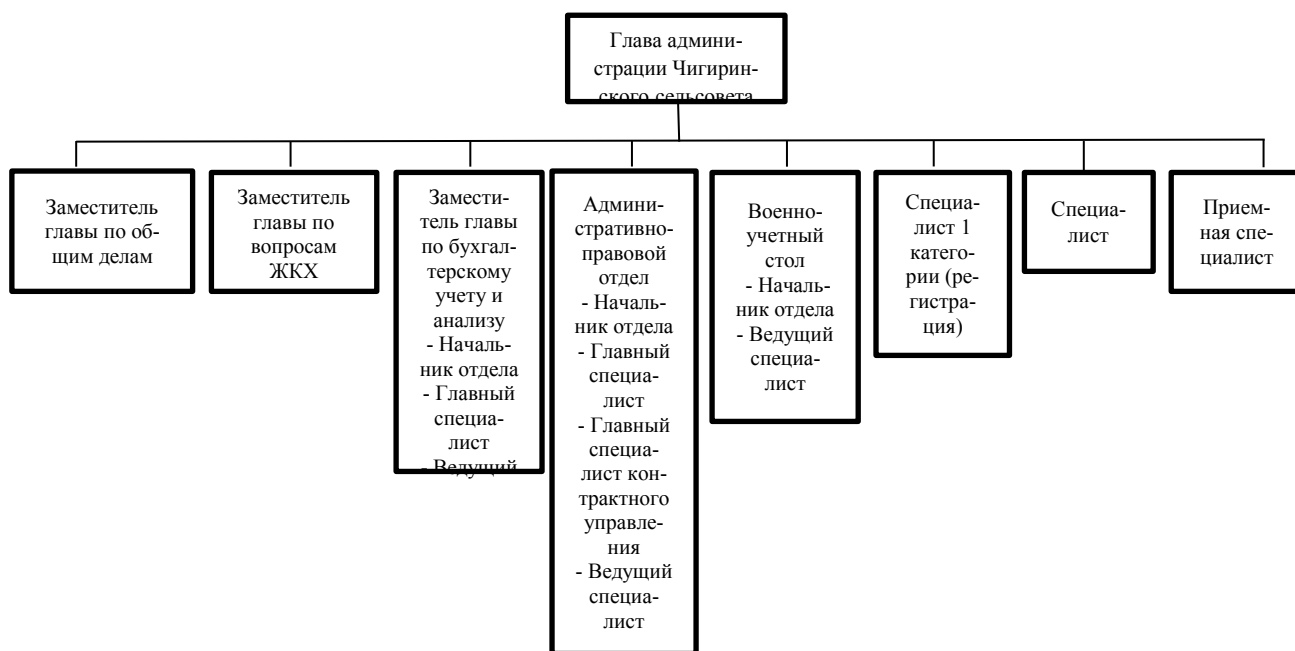 Глава админи-
страции Чигирин-
ского сельсовета
Заместитель
главы по об-
щим делам
Заместитель
главы по
вопросам
ЖКХ
Замести-
тель главы
по бухгал-
терскому
учету и
анализу
- Началь-
ник отдела
- Главный
специа-
лист
- Ведущий
Админи-
стративно-
правовой
отдел
- Началь-
ник отдела
- Главный
специа-
лист
- Главный
специа-
лист кон-
трактного
управле-
ния
- Ведущий
специа-
лист
Военно-
учетный
стол
- Началь-
ник отдела
- Ведущий
специа-
лист
Специа-
лист 1
катего-
рии (ре-
гистра-
ция)
Специа-
лист
Прием-
ная спе-
циалист